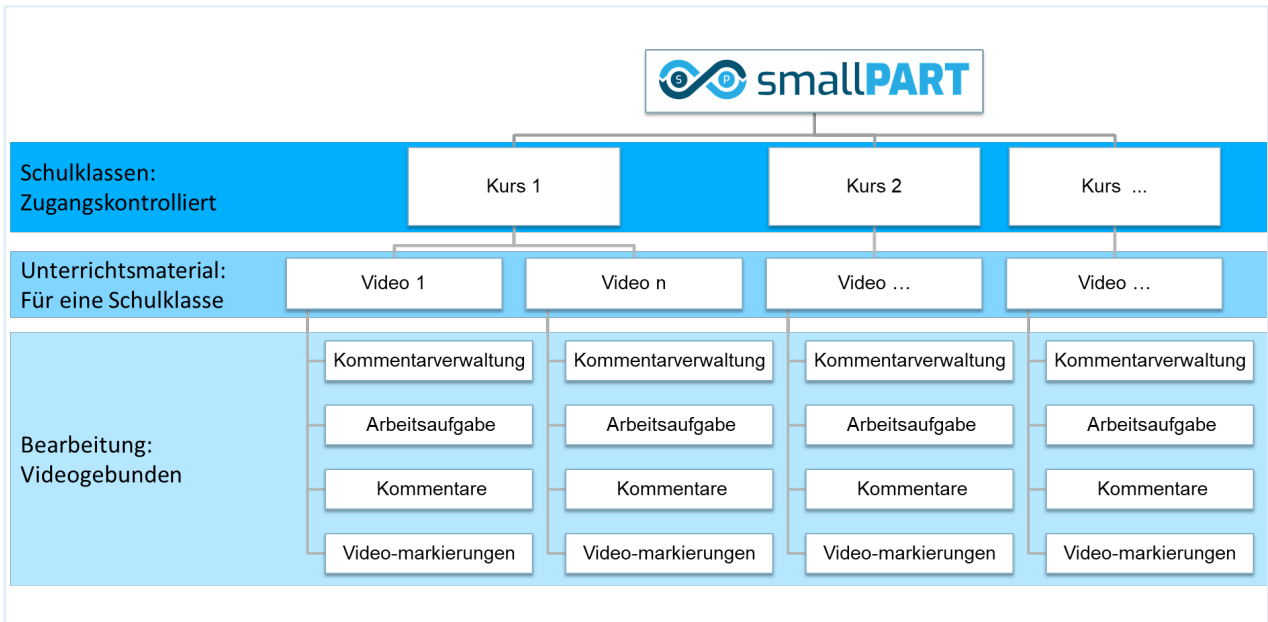 S P smallPART
Schulklassen:
Zugangskontrolliert
Kurs 1
Kurs 2
Kurs ...
Unterrichtsmaterial:
Für eine Schulklasse
Video 1
Video n
Video ...
Video ...
Bearbeitung:
Videogebunden
Kommentarverwaltung
Kommentarverwaltung
Kommentarverwaltung
Kommentarverwaltung
Arbeitsaufgabe
Arbeitsaufgabe
Arbeitsaufgabe
Arbeitsaufgabe
Kommentare
Kommentare
Kommentare
Kommentare
Video-markierungen
Video-markierungen
Video-markierungen
Video-markierungen